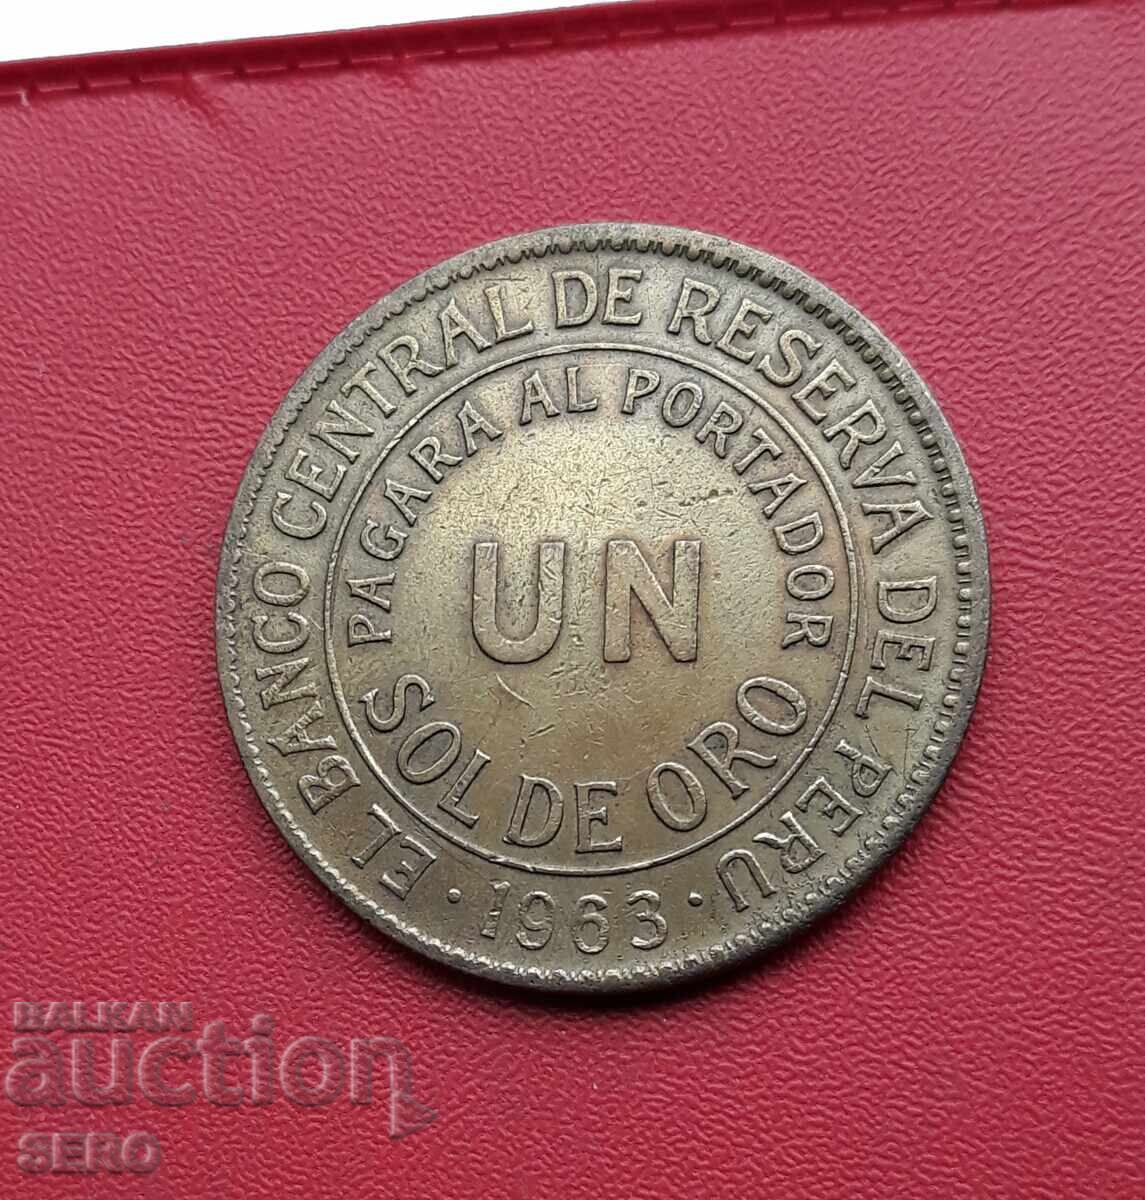 EL BANCO CENTRAL DE RESERVA DEL PERU
PAGARA AL PORTADOR
UN
SOL DE ORO
· 1963 ·
BALKAN
auction
SERO